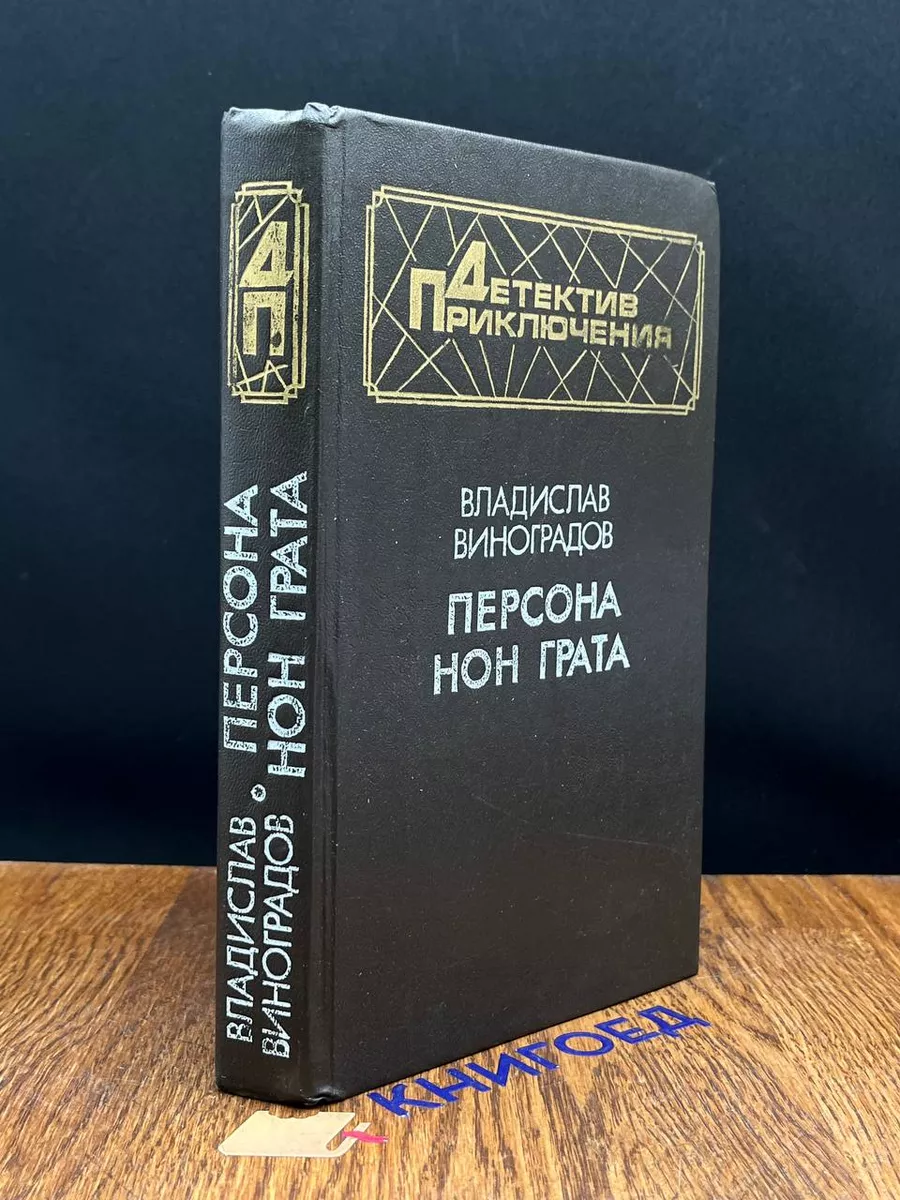 ДП
ВЛАДИСЛАВ • ПЕРСОНА
ВИНОГРАДОВ НОН ГРАТА
ДЕТЕКТИВ
ПРИКЛЮЧЕНИЯ
ВЛАДИСЛАВ
ВИНОГРАДОВ
ПЕРСОНА
НОН ГРАТА
КНИГОЕД